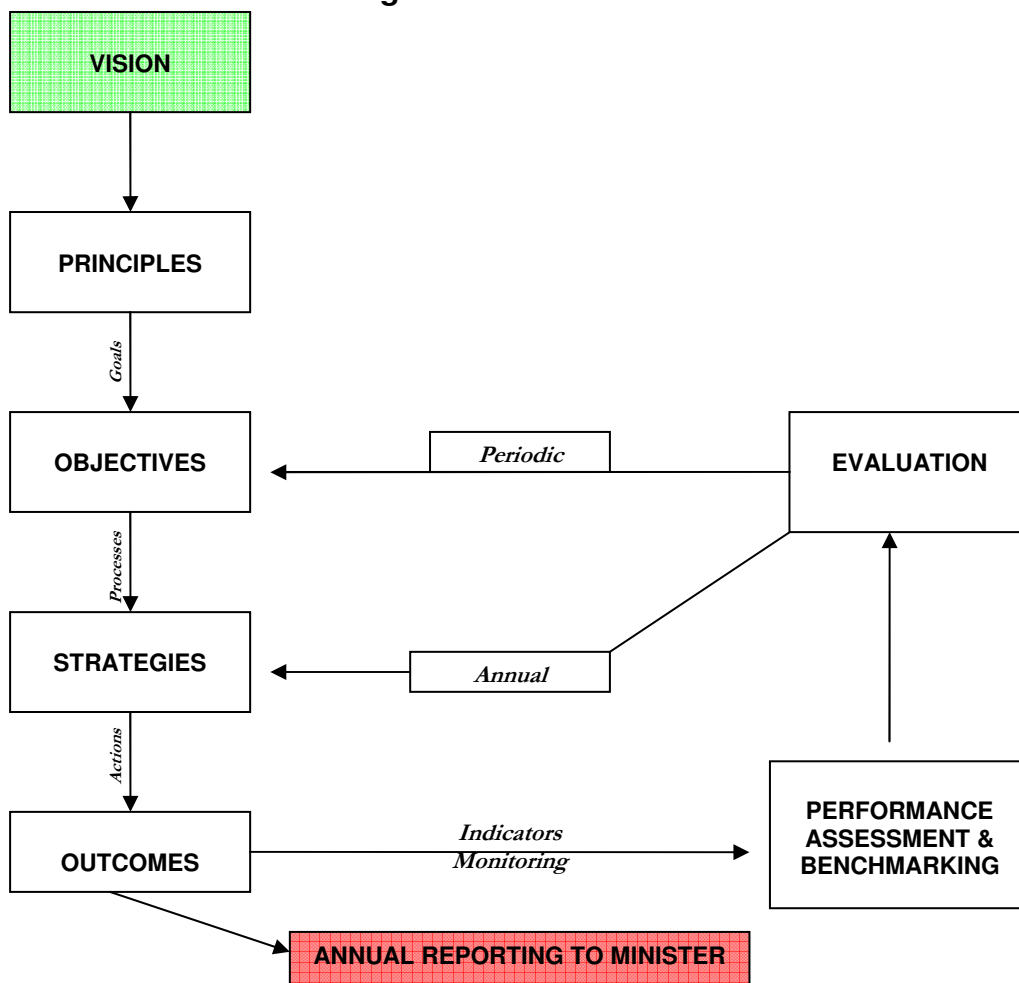 VISION
PRINCIPLES
Goals
OBJECTIVES
Periodic
EVALUATION
Processes
STRATEGIES
Annual
Actions
OUTCOMES
Indicators
Monitoring
PERFORMANCE
ASSESSMENT &
BENCHMARKING
ANNUAL REPORTING TO MINISTER